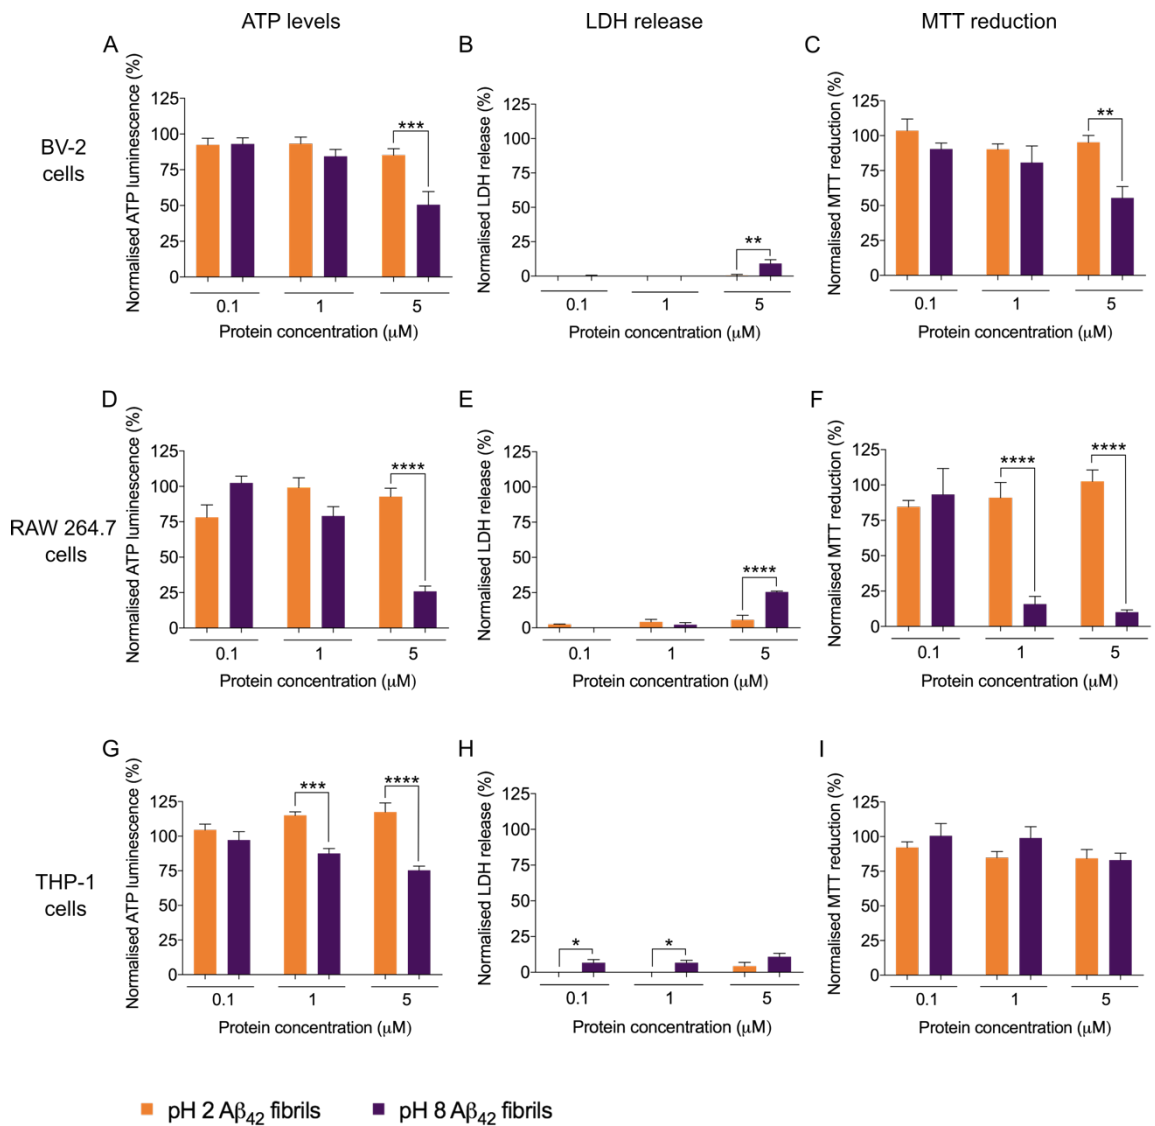 ATP levels
LDH release
MTT reduction
BV-2
cells
A
Normalised ATP luminescence (%)
125
100
75
50
25
0
***
0.1
1
5
Protein concentration (μM)
B
Normalised LDH release (%)
125
100
75
50
25
0
**
0.1
1
5
Protein concentration (μM)
C
Normalised MTT reduction (%)
125
100
75
50
25
0
**
0.1
1
5
Protein concentration (μM)
RAW 264.7
cells
D
Normalised ATP luminescence (%)
125
100
75
50
25
0
****
0.1
1
5
Protein concentration (μM)
E
Normalised LDH release (%)
125
100
75
50
25
0
****
0.1
1
5
Protein concentration (μM)
F
Normalised MTT reduction (%)
125
100
75
50
25
0
****
****
0.1
1
5
Protein concentration (μM)
THP-1
cells
G
Normalised ATP luminescence (%)
125
100
75
50
25
0
***
****
0.1
1
5
Protein concentration (μM)
H
Normalised LDH release (%)
125
100
75
50
25
0
*
*
0.1
1
5
Protein concentration (μM)
I
Normalised MTT reduction (%)
125
100
75
50
25
0
0.1
1
5
Protein concentration (μM)
pH 2 Aβ42 fibrils
pH 8 Aβ42 fibrils